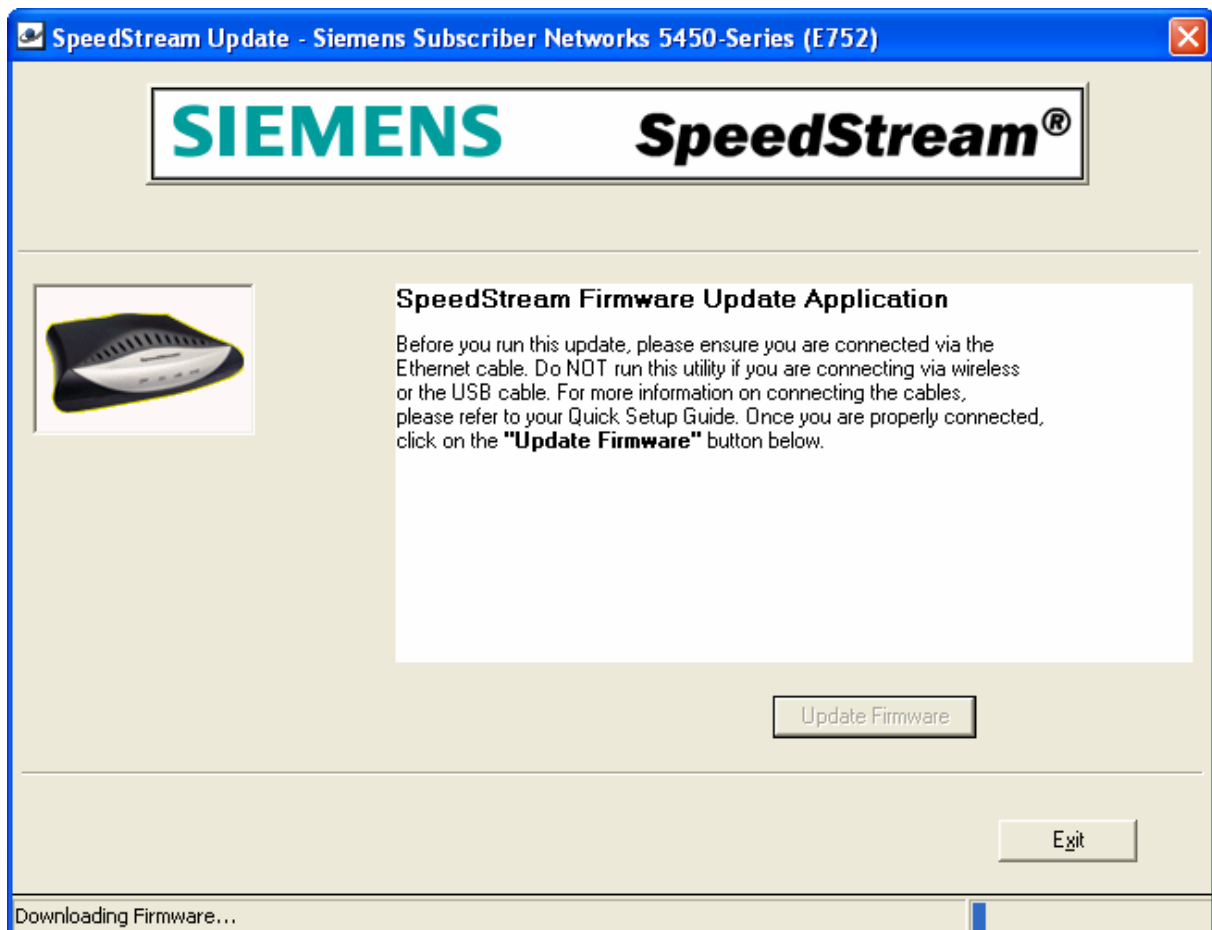 SpeedStream Update - Siemens Subscriber Networks 5450-Series (E752)
SIEMENS SpeedStream®
SpeedStream Firmware Update Application
Before you run this update, please ensure you are connected via the
Ethernet cable. Do NOT run this utility if you are connecting via wireless
or the USB cable. For more information on connecting the cables,
please refer to your Quick Setup Guide. Once you are properly connected,
click on the "Update Firmware" button below.
Update Firmware
Exit
Downloading Firmware...